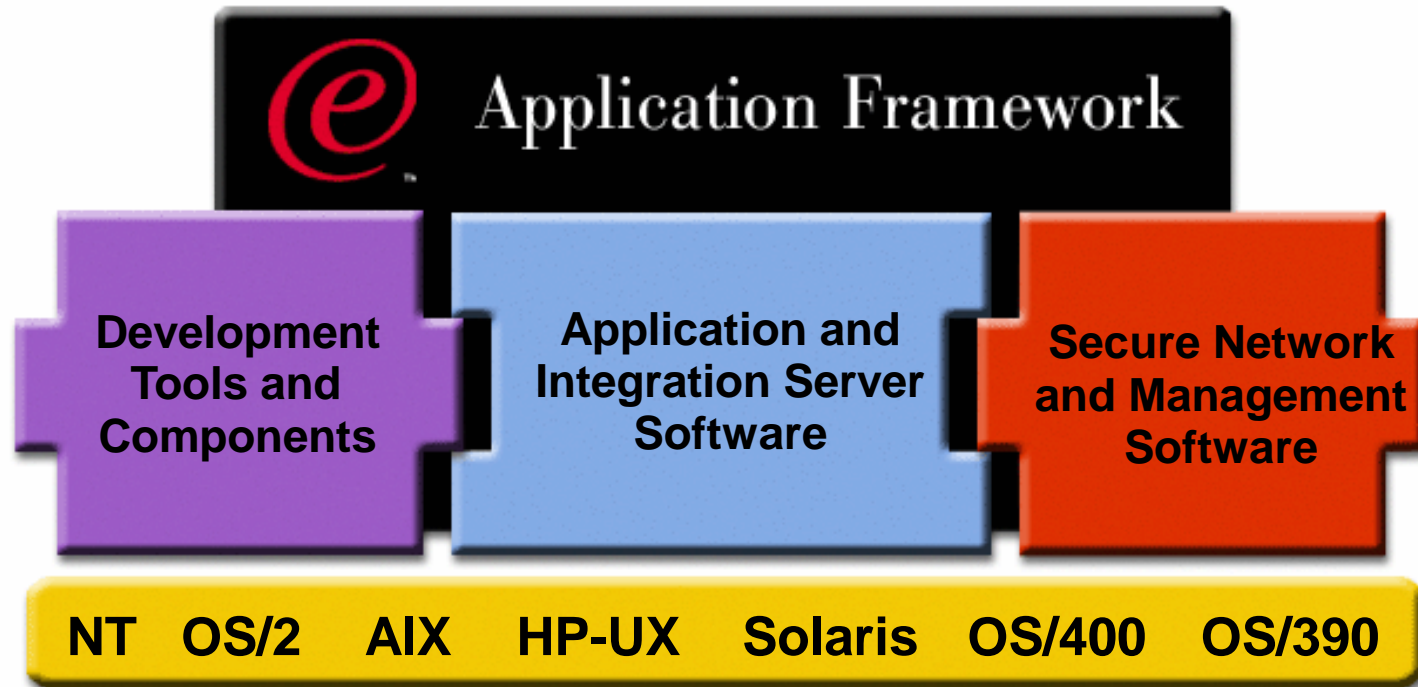 e Application Framework
TM
Development
Tools and
Components
Application and
Integration Server
Software
Secure Network
and Management
Software
NT OS/2 AIX HP-UX Solaris OS/400 OS/390